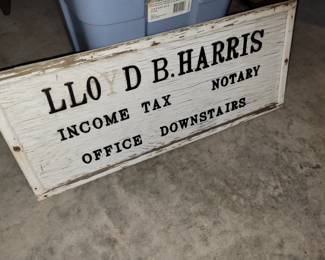 LLOYD B. HARRIS
INCOME TAX NOTARY
OFFICE DOWNSTAIRS